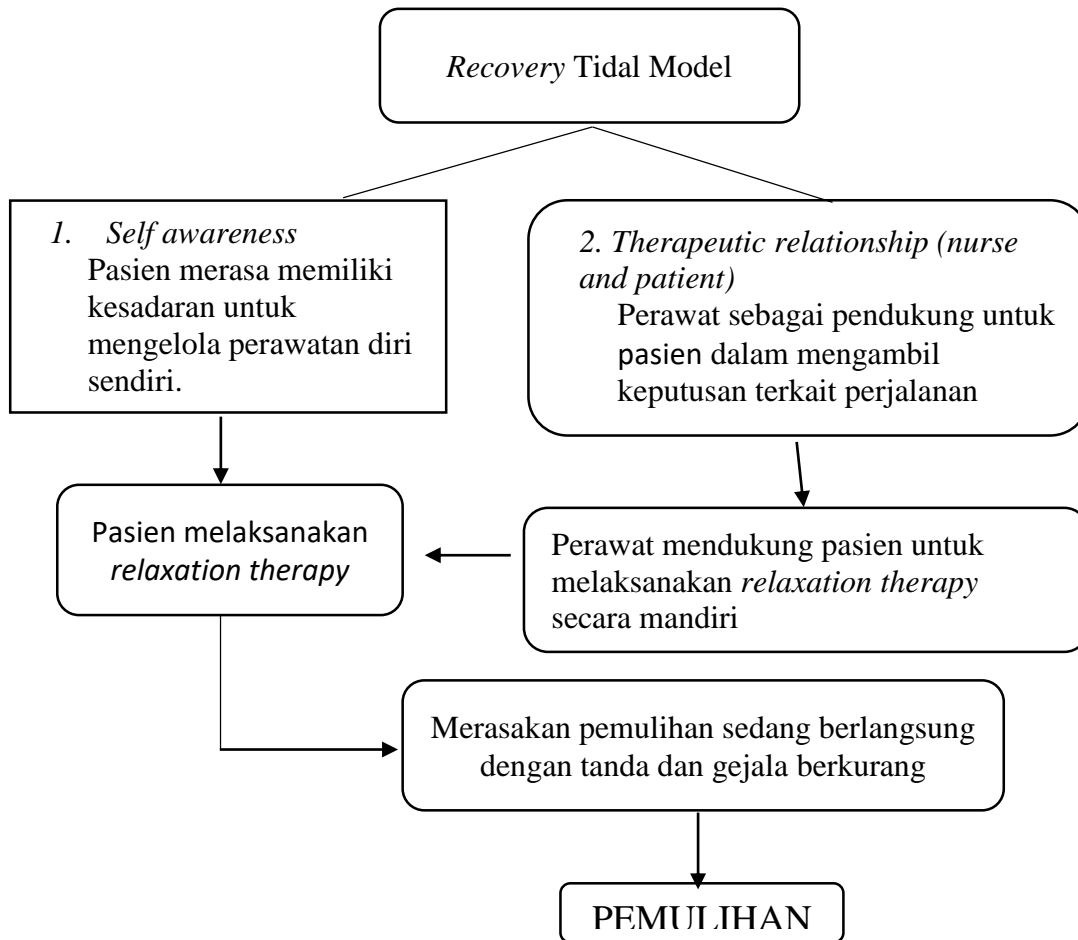 Recovery Tidal Model
1. Self awareness
Pasien merasa memiliki
kesadaran untuk
mengelola perawatan diri
sendiri.
2. Therapeutic relationship (nurse
and patient)
Perawat sebagai pendukung untuk
pasien dalam mengambil
keputusan terkait perjalanan
Pasien melaksanakan
relaxation therapy
Perawat mendukung pasien untuk
melaksanakan relaxation therapy
secara mandiri
Merasakan pemulihan sedang berlangsung
dengan tanda dan gejala berkurang
PEMULIHAN